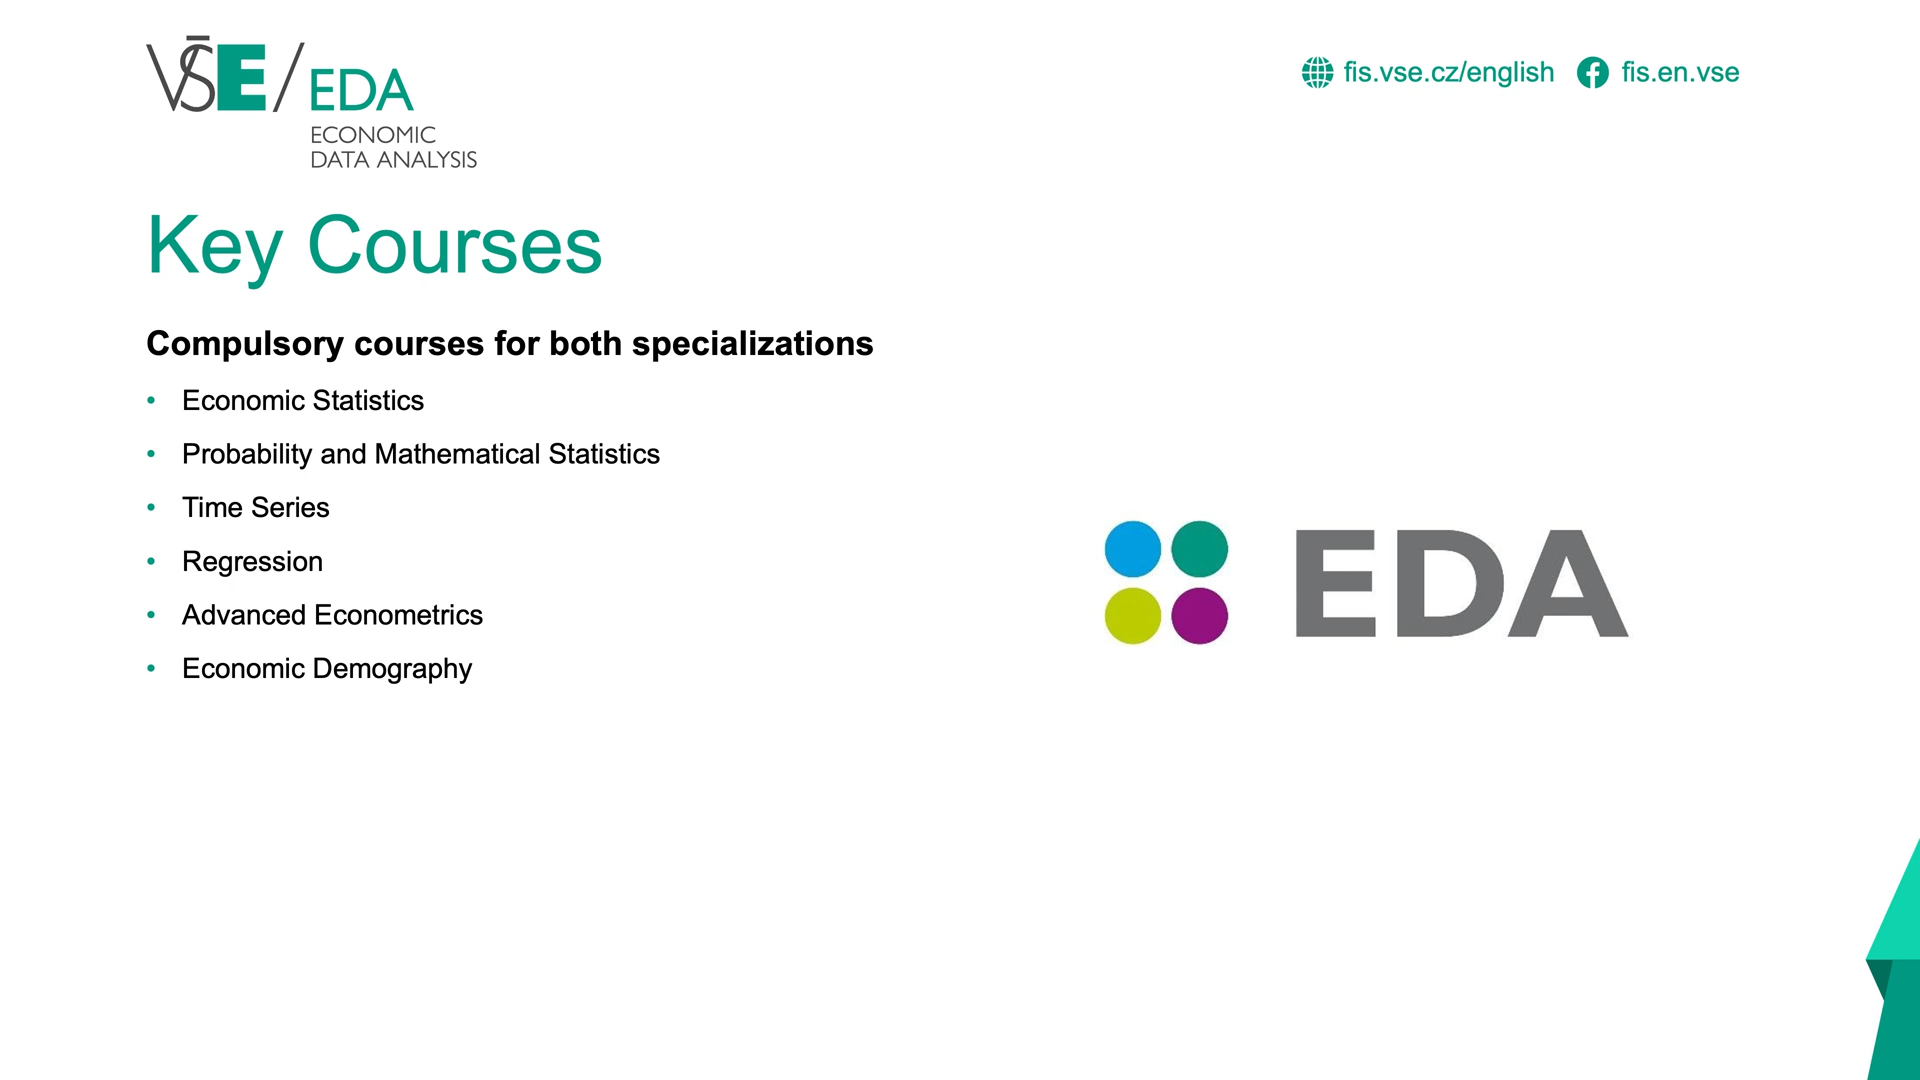 VŠE/EDA
ECONOMIC
DATA ANALYSIS
fis.vse.cz/english fis.en.vse
Key Courses
Compulsory courses for both specializations
• Economic Statistics
• Probability and Mathematical Statistics
• Time Series
• Regression
• Advanced Econometrics
• Economic Demography
EDA